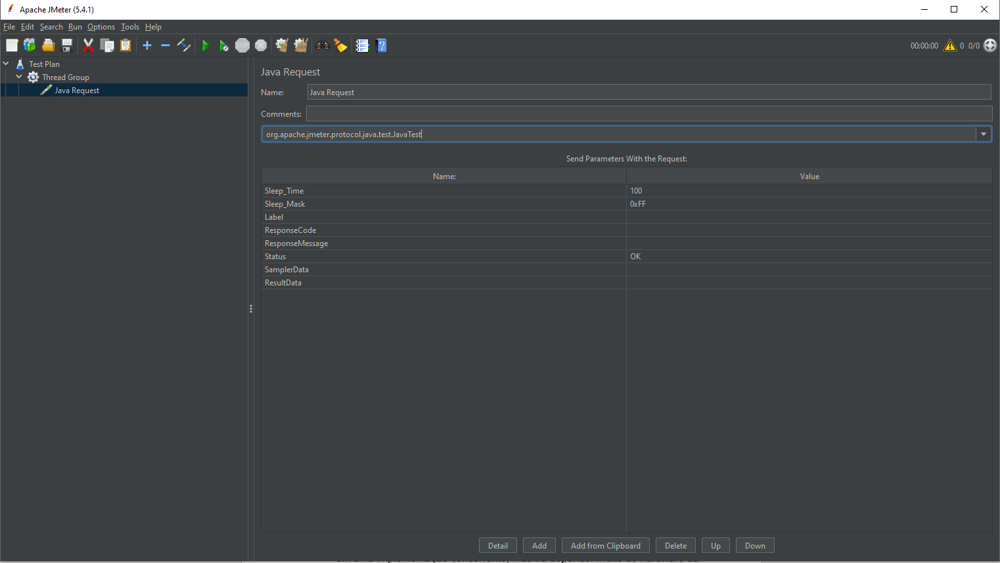 Apache JMeter (5.4.1)
File Edit Search Run Options Tools Help
STOP
00:00:00 0 0/0
Test Plan
Thread Group
Java Request
Java Request
Name: Java Request
Comments:
org.apache.jmeter.protocol.java.test.JavaTest
Send Parameters With the Request:
Name: Value
Sleep_Time 100
Sleep_Mask 0xFF
Label
ResponseCode
ResponseMessage
Status OK
SamplerData
ResultData
Detail Add Add from Clipboard Delete Up Down